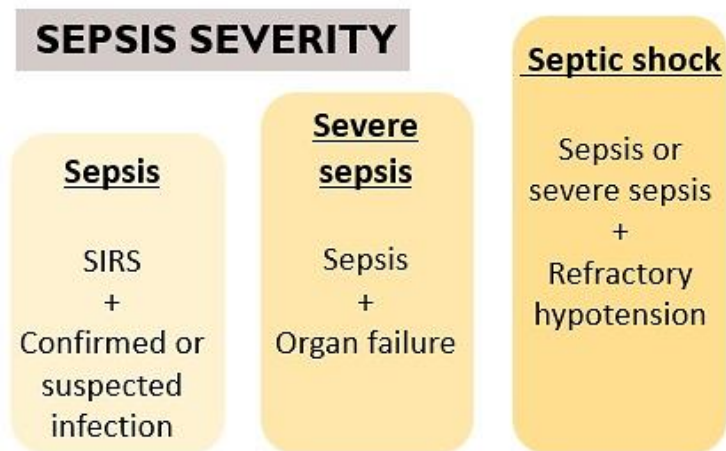 SEPSIS SEVERITY
Sepsis
SIRS
+
Confirmed or
suspected
infection
Severe
sepsis
Sepsis
+
Organ failure
Septic shock
Sepsis or
severe sepsis
+
Refractory
hypotension